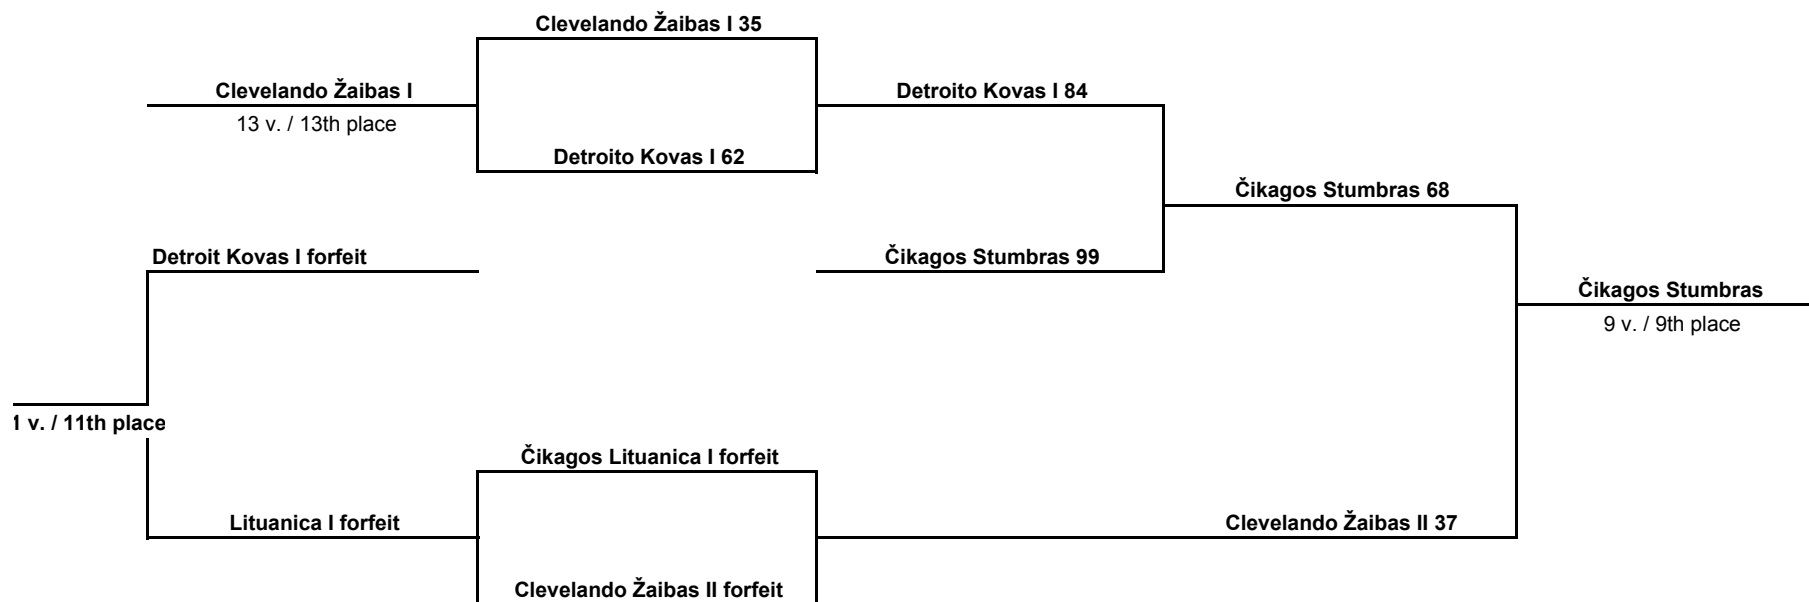 Clevelando Žaibas I 35
Clevelando Žaibas I
13 v. / 13th place
Detroito Kovas I 84
Detroito Kovas I 62
Čikagos Stumbras 68
Detroit Kovas I forfeit
Čikagos Stumbras 99
Čikagos Stumbras
9 v. / 9th place
1 v. / 11th place
Čikagos Lituanica I forfeit
Lituanica I forfeit
Clevelando Žaibas II 37
Clevelando Žaibas II forfeit